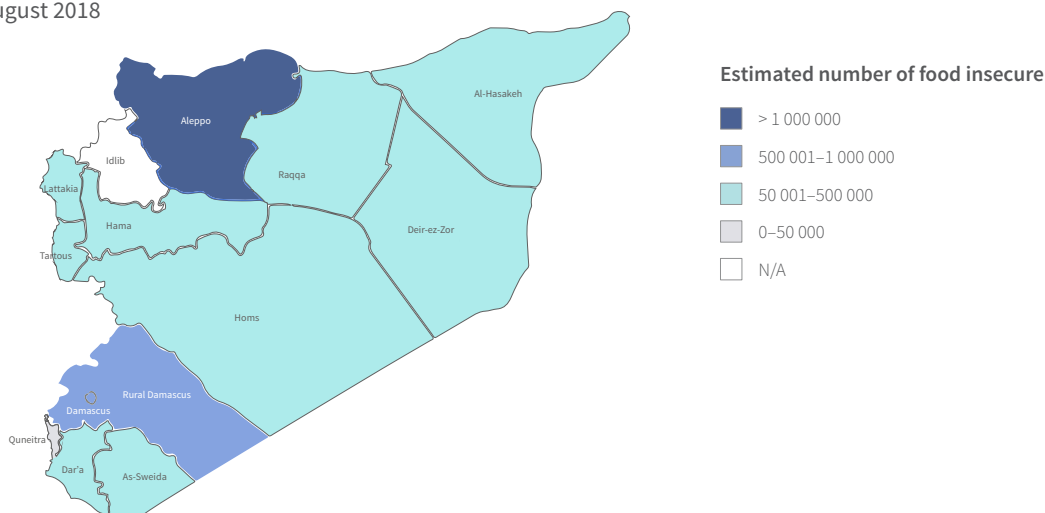 ugust 2018
Estimated number of food insecure
> 1 000 000
500 001–1 000 000
50 001–500 000
0–50 000
N/A
Al-Hasakeh
Aleppo
Idlib
Raqqa
Lattakia
Hama
Deir-ez-Zor
Tartous
Homs
Rural Damascus
Damascus
Quneitra
Dar'a
As-Sweida